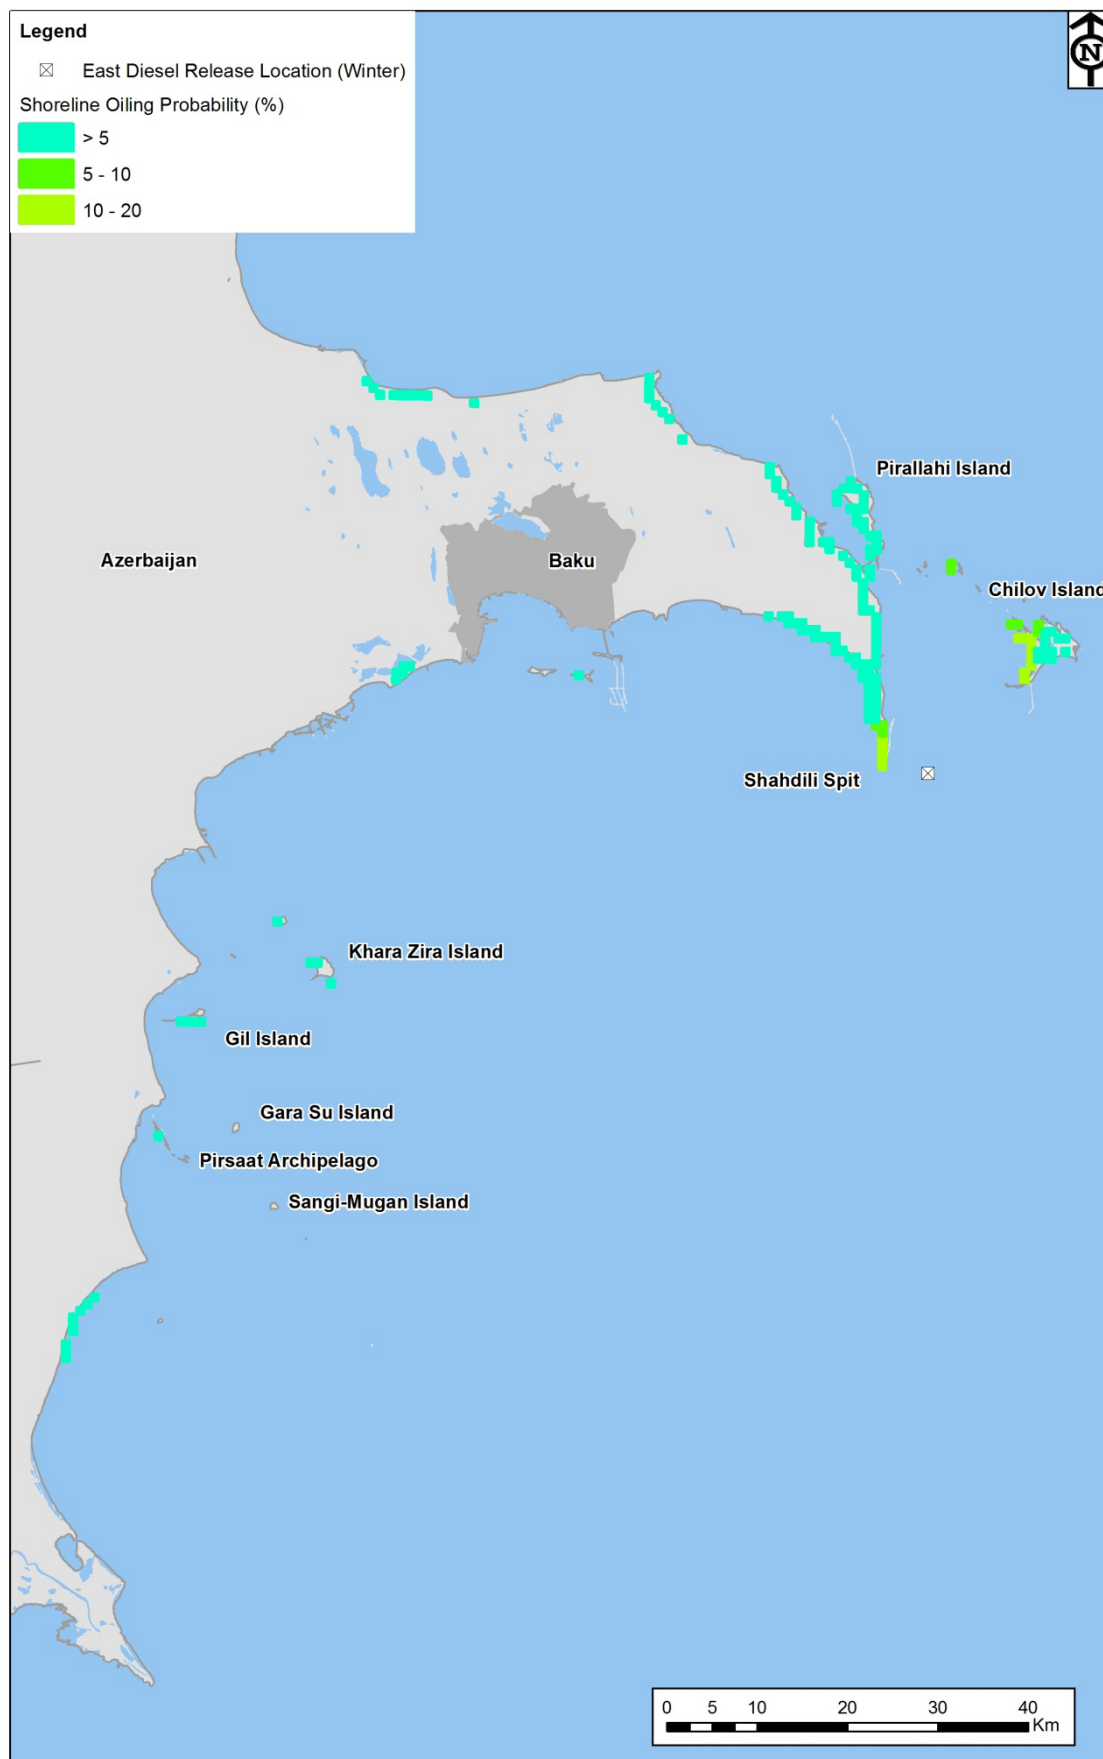 Legend
East Diesel Release Location (Winter)
Shoreline Oiling Probability (%)
> 5
5 - 10
10 - 20
N
Pirallahi Island
Azerbaijan
Baku
Chilov Island
Shahdili Spit
Khara Zira Island
Gil Island
Gara Su Island
Pirsaat Archipelago
Sangi-Mugan Island
0 5 10 20 30 40
Km